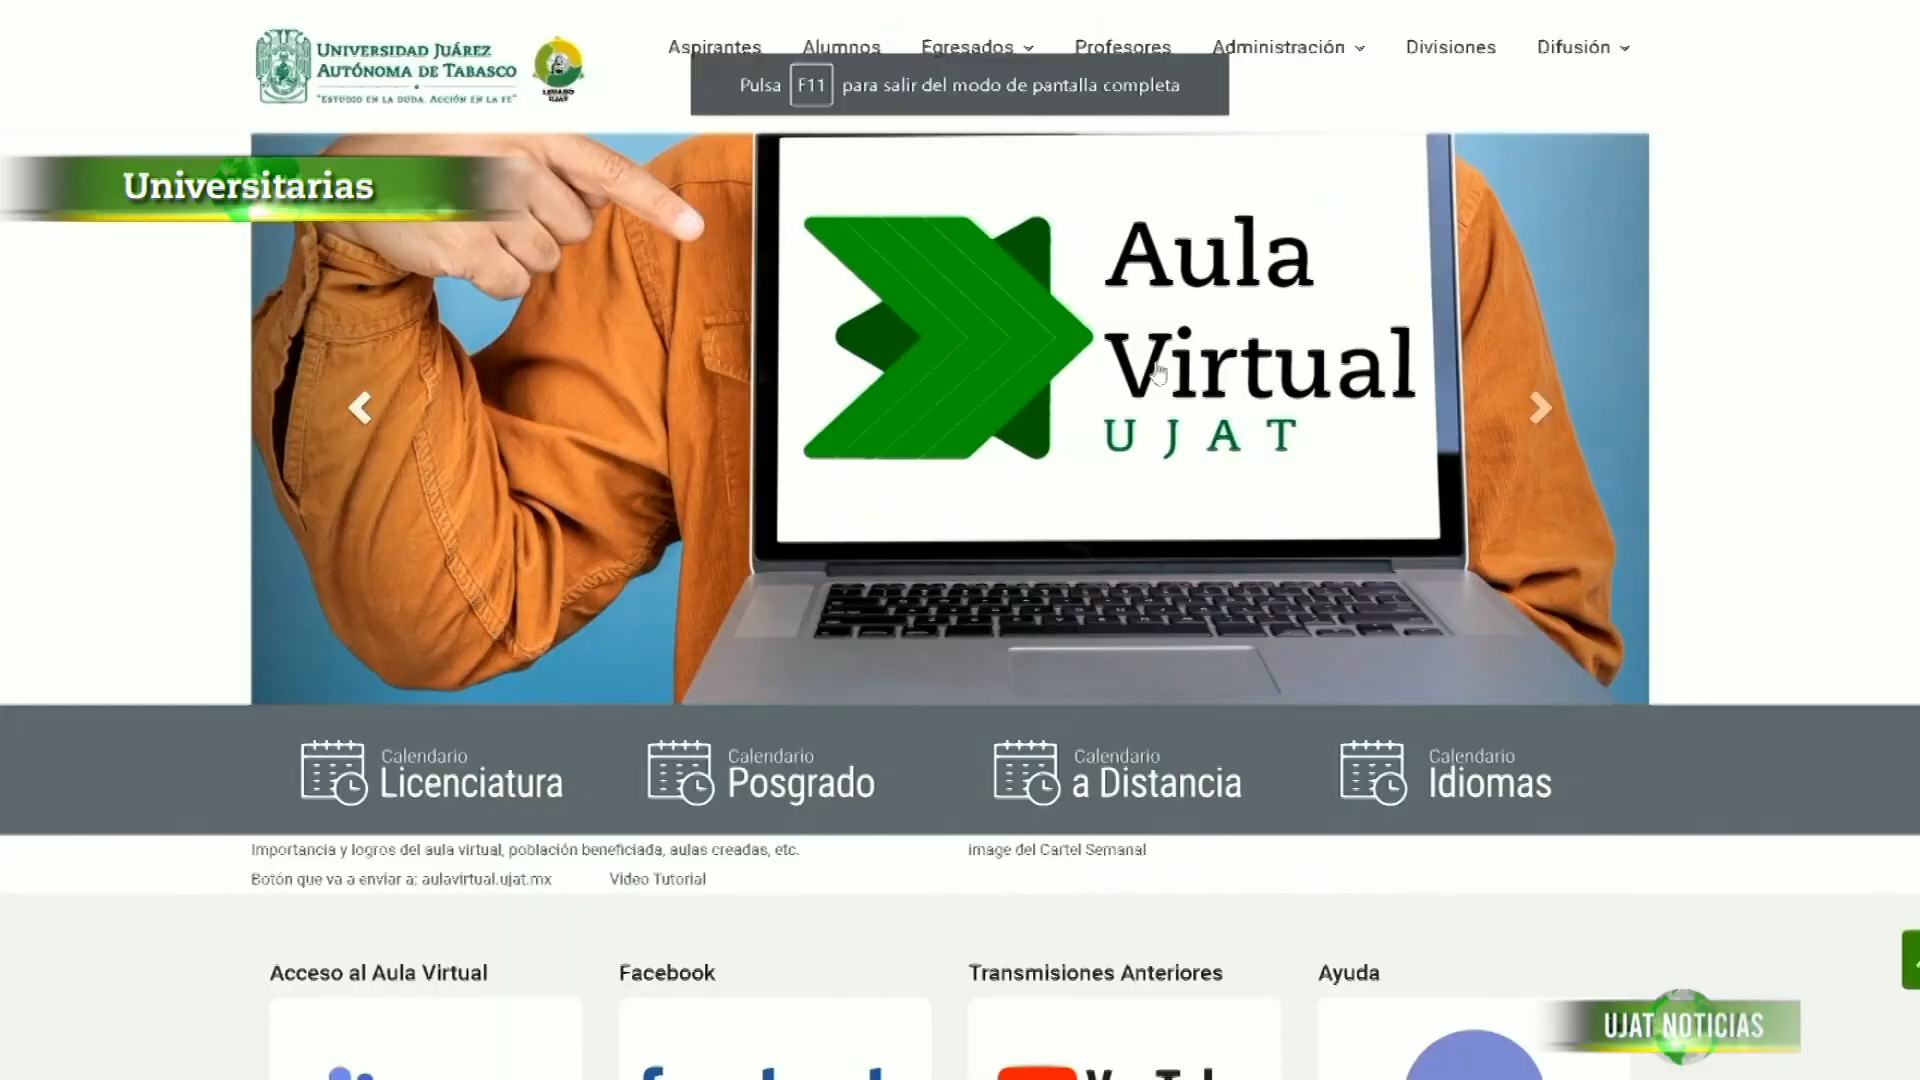 UNIVERSIDAD JUÁREZ
AUTÓNOMA DE TABASCO
"ESTUDIO EN LA DUDA. ACCIÓN EN LA FE"
Aspirantes
Alumnos
Egresados
Profesores
Administración
Divisiones
Difusión
Pulsa F11 para salir del modo de pantalla completa
Universitarias
Aula
Virtual
UJAT
Calendario
Licenciatura
Calendario
Posgrado
Calendario
a Distancia
Calendario
Idiomas
Importancia y logros del aula virtual, población beneficiada, aulas creadas, etc.
image del Cartel Semanal
Botón que va a enviar a: aulavirtual.ujat.mx
Video Tutorial
Acceso al Aula Virtual
Facebook
Transmisiones Anteriores
Ayuda
UJAT NOTICIAS